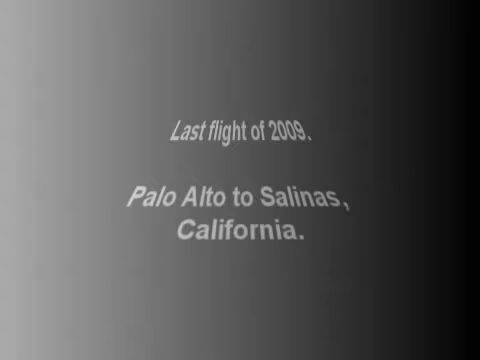 Last flight of 2009.
Palo Alto to Salinas,
California.